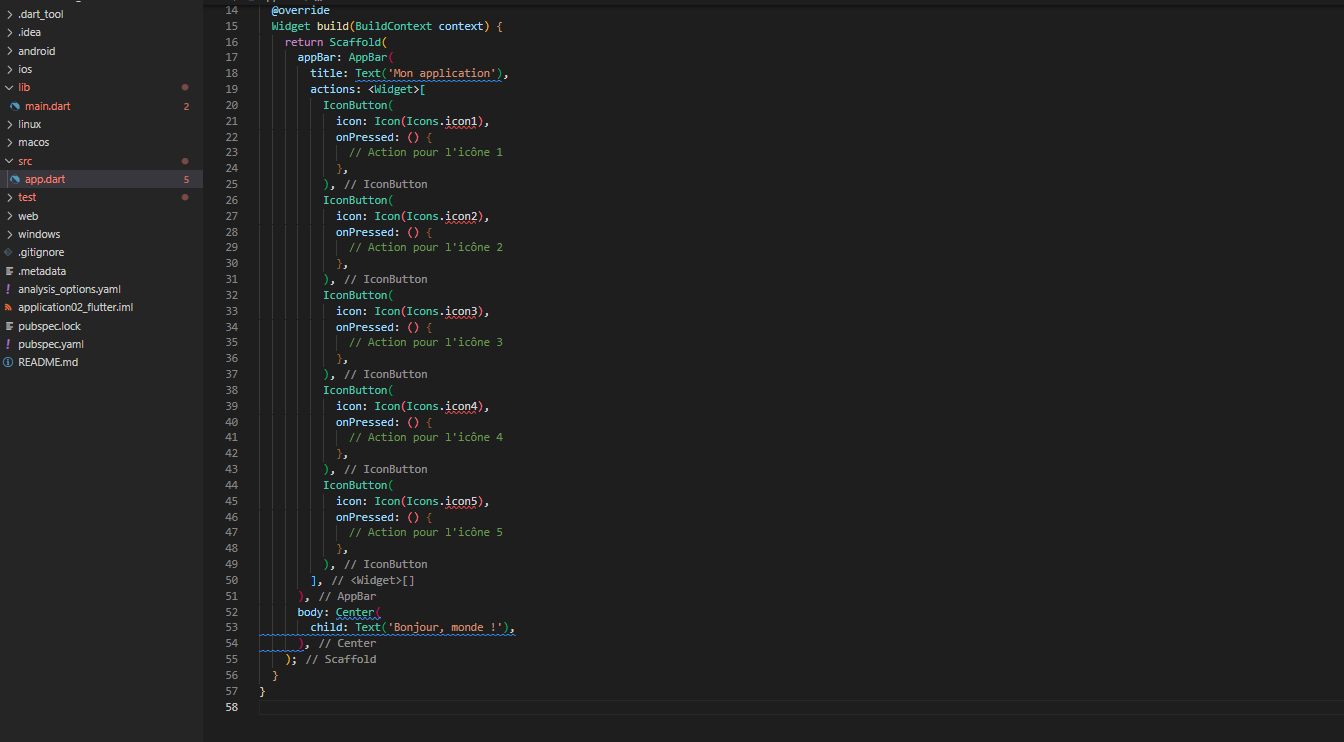 .dart_tool
.idea
android
ios
lib
main.dart 2
linux
macos
src
app.dart 5
test
web
windows
.gitignore
.metadata
analysis_options.yaml
application02_flutter.iml
pubspec.lock
pubspec.yaml
README.md
14 @override
15 Widget build(BuildContext context) {
16 return Scaffold(
17 appBar: AppBar(
18 title: Text('Mon application'),
19 actions: <Widget>[
20 IconButton(
21 icon: Icon(Icons.icon1),
22 onPressed: () {
23 // Action pour l'icône 1
24 },
25 ), // IconButton
26 IconButton(
27 icon: Icon(Icons.icon2),
28 onPressed: () {
29 // Action pour l'icône 2
30 },
31 ), // IconButton
32 IconButton(
33 icon: Icon(Icons.icon3),
34 onPressed: () {
35 // Action pour l'icône 3
36 },
37 ), // IconButton
38 IconButton(
39 icon: Icon(Icons.icon4),
40 onPressed: () {
41 // Action pour l'icône 4
42 },
43 ), // IconButton
44 IconButton(
45 icon: Icon(Icons.icon5),
46 onPressed: () {
47 // Action pour l'icône 5
48 },
49 ), // IconButton
50 ], // <Widget>[]
51 ), // AppBar
52 body: Center(
53 child: Text('Bonjour, monde !'),
54 ), // Center
55 ); // Scaffold
56 }
57 }
58